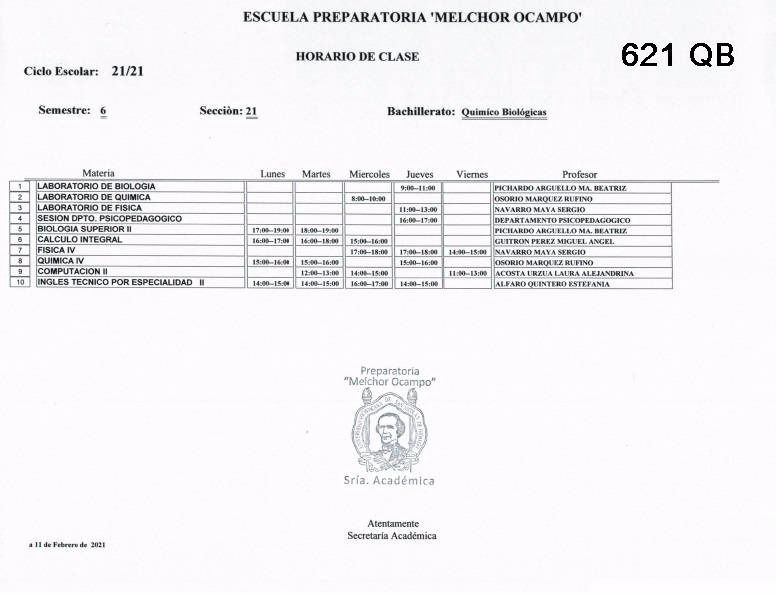 ESCUELA PREPARATORIA 'MELCHOR OCAMPO'
HORARIO DE CLASE
621 QB
Ciclo Escolar: 21/21
Semestre: 6 Secciòn: 21 Bachillerato: Quimíco Biológicas
Materia Lunes Martes Miercoles Jueves Viernes Profesor
1 LABORATORIO DE BIOLOGIA 9:00--11:00 PICHARDO ARGUELLO MA. BEATRIZ
2 LABORATORIO DE QUIMICA 8:00--10:00 OSORIO MARQUEZ RUFINO
3 LABORATORIO DE FISICA 11:00--13:00 NAVARRO MAYA SERGIO
4 SESION DPTO. PSICOPEDAGOGICO 16:00--17:00 DEPARTAMENTO PSICOPEDAGOGICO
5 BIOLOGIA SUPERIOR II 17:00--19:00 18:00--19:00 PICHARDO ARGUELLO MA. BEATRIZ
6 CALCULO INTEGRAL 16:00--17:00 16:00--18:00 15:00--16:00 GUITRON PEREZ MIGUEL ANGEL
7 FISICA IV 17:00--18:00 17:00--18:00 14:00--15:00 NAVARRO MAYA SERGIO
8 QUIMICA IV 15:00--16:00 15:00--16:00 15:00--16:00 OSORIO MARQUEZ RUFINO
9 COMPUTACION II 12:00--13:00 14:00--15:00 11:00--13:00 ACOSTA URZUA LAURA ALEJANDRINA
10 INGLES TECNICO POR ESPECIALIDAD II 14:00--15:00 14:00--15:00 16:00--17:00 14:00--15:00 ALFARO QUINTERO ESTEFANIA
Preparatoria
"Melchor Ocampo"
Sría. Académica
Atentamente
Secretaría Académica
a 11 de Febrero de 2021